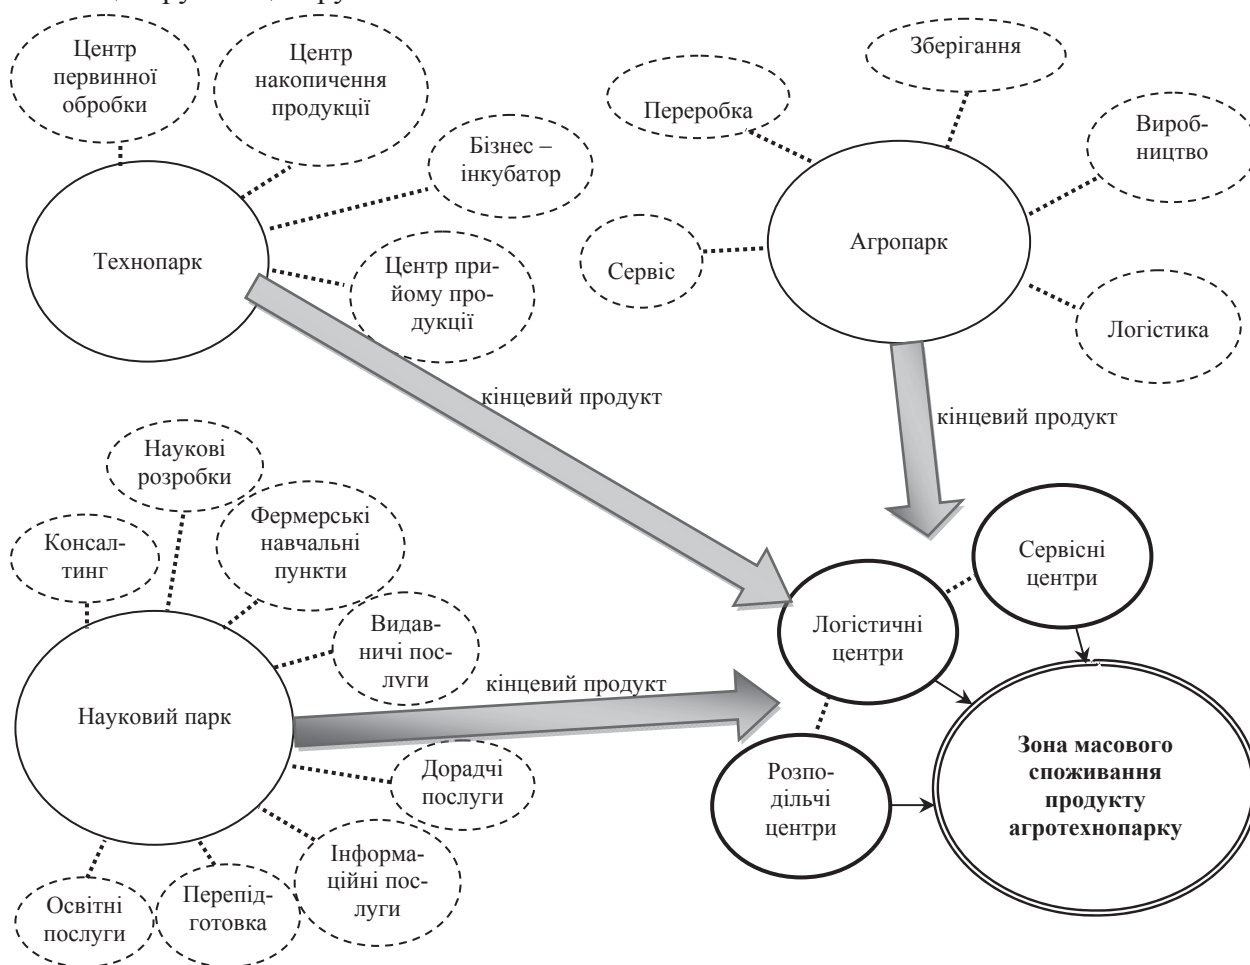 Центр
первинної
обробки
Центр
накопичення
продукції
Бізнес –
інкубатор
Центр при-
йому про-
дукції
Технопарк
Зберігання
Переробка
Вироб-
ництво
Сервіс
Агропарк
Логістика
кінцевий продукт
кінцевий продукт
Наукові
розробки
Консал-
тинг
Фермерські
навчальні
пункти
Видав-
ничі пос-
луги
кінцевий продукт
Науковий парк
Дорадчі
послуги
Інформа-
ційні пос-
луги
Перепід-
готовка
Освітні
послуги
Сервісні
центри
Логістичні
центри
Розпо-
дільчі
центри
Зона масового
споживання
продукту
агротехнопарку